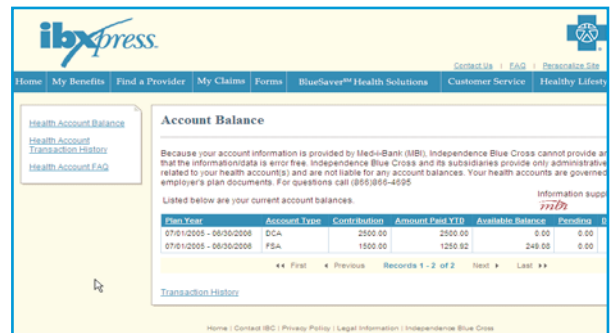 ibxpress.
Contact Us | FAQ | Personalize Site
Home My Benefits Find a Provider My Claims Forms BlueSaver℠ Health Solutions Customer Service Healthy Lifesty
Health Account Balance
Health Account
Transaction History
Health Account FAQ
Account Balance
Because your account information is provided by Med-i-Bank (MBI), Independence Blue Cross cannot provide ar
that the information/data is error free. Independence Blue Cross and its subsidiaries provide only administrative
related to your health account(s) and are not liable for any account balances. Your health accounts are governed
employer's plan documents. For questions call (866)866-4695
Information suppl
Listed below are your current account balances.
mbi
Plan Year Account Type Contribution Amount Paid YTD Available Balance Pending D
07/01/2005 - 06/30/2006 DCA 2500.00 2500.00 0.00 0.00
07/01/2005 - 06/30/2006 FSA 1500.00 1250.92 249.08 0.00
First Previous Records 1 - 2 of 2 Next Last
Transaction History
Home | Contact IBC | Privacy Policy | Legal Information | Independence Blue Cross